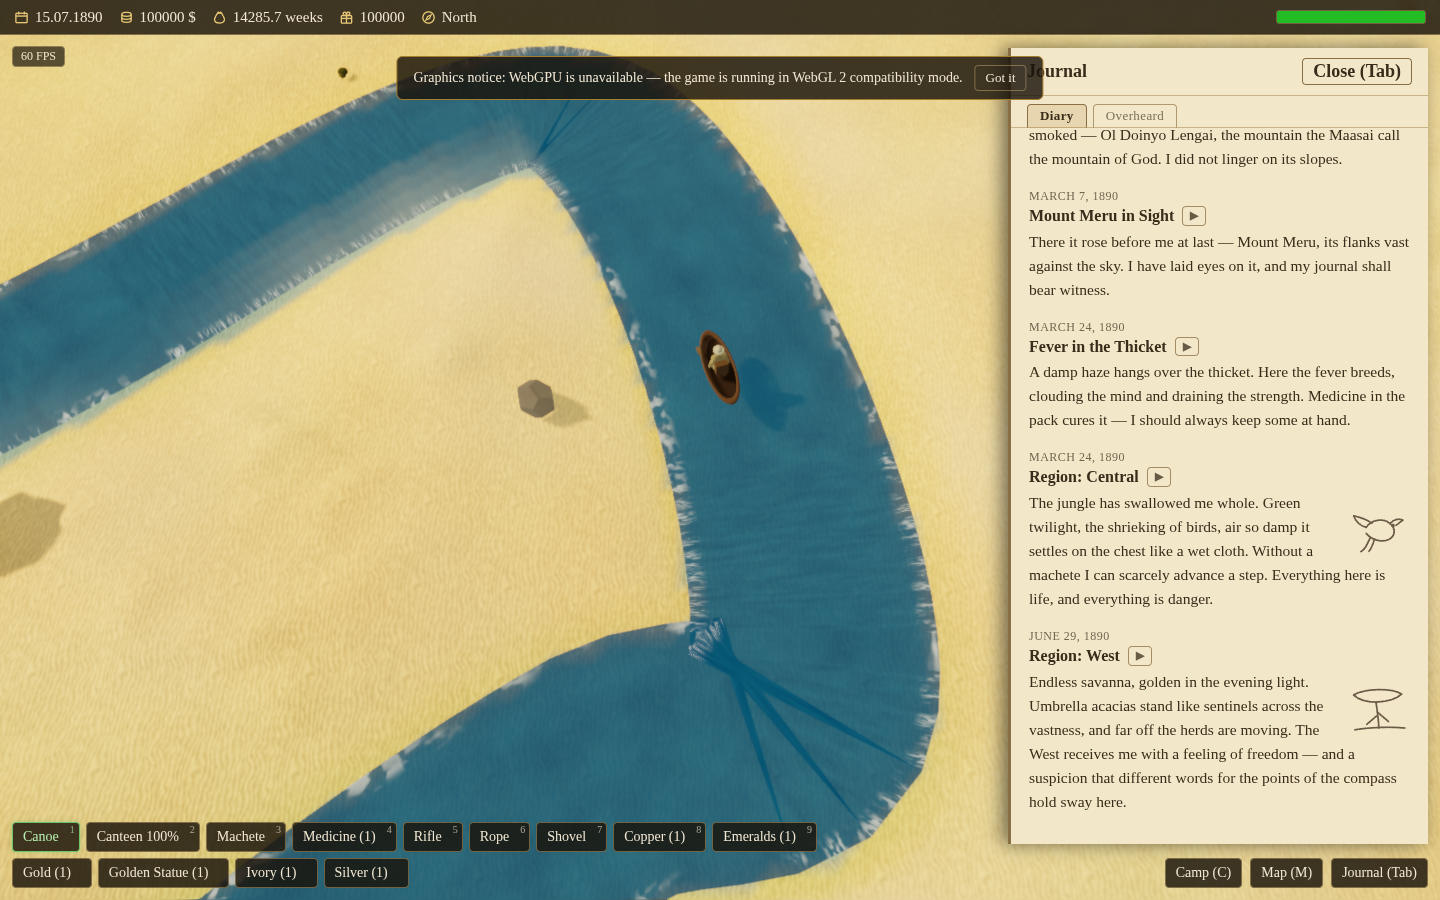 15.07.1890 100000 $ 14285.7 weeks 100000 North
60 FPS
Graphics notice: WebGPU is unavailable — the game is running in WebGL 2 compatibility mode. Got it
Journal Close (Tab)
Diary Overheard
smoked — Ol Doinyo Lengai, the mountain the Maasai call
the mountain of God. I did not linger on its slopes.
MARCH 7, 1890
Mount Meru in Sight
There it rose before me at last — Mount Meru, its flanks vast
against the sky. I have laid eyes on it, and my journal shall
bear witness.
MARCH 24, 1890
Fever in the Thicket
A damp haze hangs over the thicket. Here the fever breeds,
clouding the mind and draining the strength. Medicine in the
pack cures it — I should always keep some at hand.
MARCH 24, 1890
Region: Central
The jungle has swallowed me whole. Green
twilight, the shrieking of birds, air so damp it
settles on the chest like a wet cloth. Without a
machete I can scarcely advance a step. Everything here is
life, and everything is danger.
JUNE 29, 1890
Region: West
Endless savanna, golden in the evening light.
Umbrella acacias stand like sentinels across the
vastness, and far off the herds are moving. The
West receives me with a feeling of freedom — and a
suspicion that different words for the points of the compass
hold sway here.
Canoe 1 Canteen 100% 2 Machete 3 Medicine (1) 4 Rifle 5 Rope 6 Shovel 7 Copper (1) 8 Emeralds (1) 9
Gold (1) Golden Statue (1) Ivory (1) Silver (1)
Camp (C) Map (M) Journal (Tab)